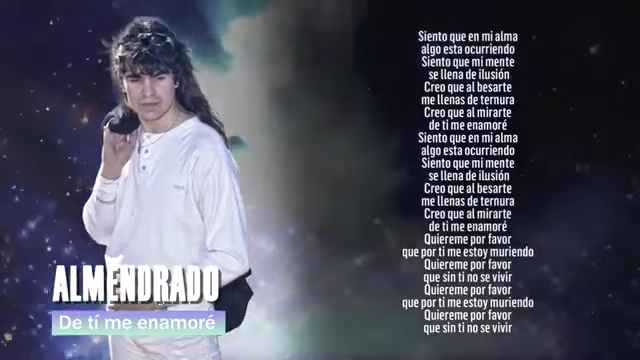 Siento que en mi alma
algo esta ocurriendo
Siento que mi mente
se llena de ilusión
Creo que al besarte
me llenas de ternura
Creo que al mirarte
de ti me enamoré
Siento que en mi alma
algo esta ocurriendo
Siento que mi mente
se llena de ilusión
Creo que al besarte
me llenas de ternura
Creo que al mirarte
de ti me enamoré
Quiereme por favor
que por ti me estoy muriendo
Quiereme por favor
que sin ti no se vivir
Quiereme por favor
que por ti me estoy muriendo
Quiereme por favor
que sin ti no se vivir
ALMENDRADO
De tí me enamoré